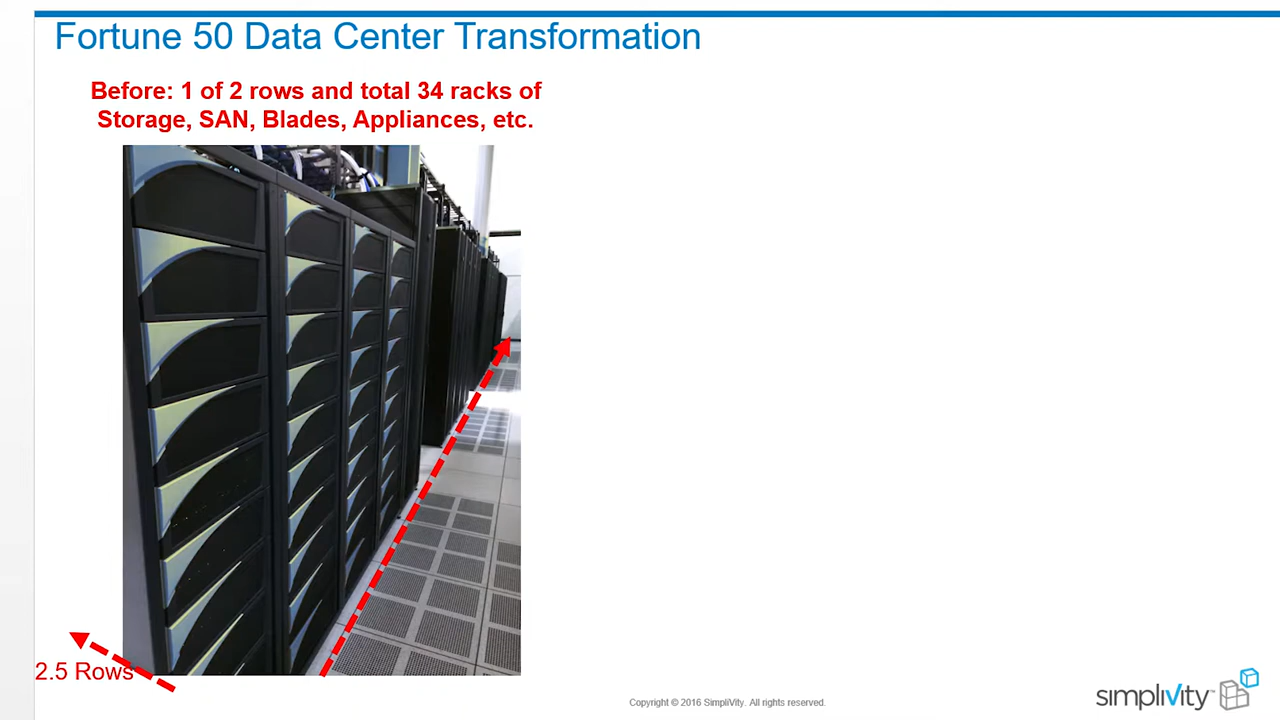 Fortune 50 Data Center Transformation
Before: 1 of 2 rows and total 34 racks of
Storage, SAN, Blades, Appliances, etc.
2.5 Rows
Copyright © 2016 SimpliVity. All rights reserved.
simpliVity™